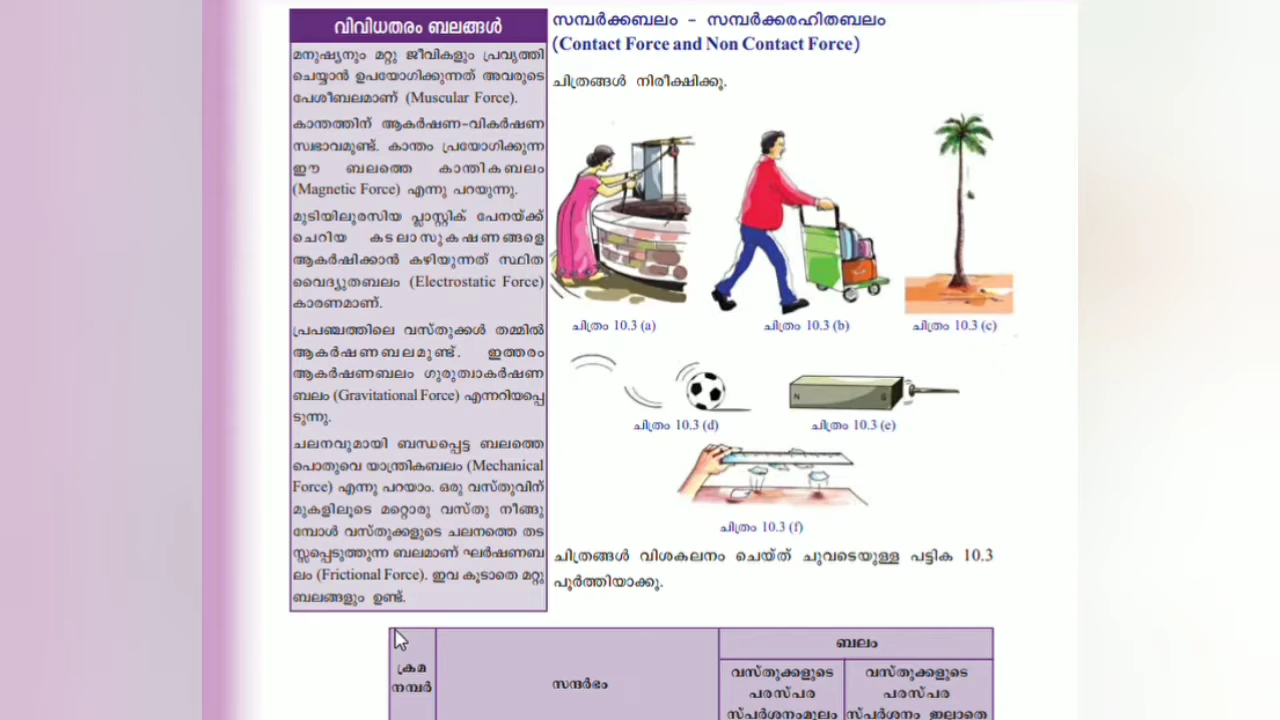 വിവിധതരം ബലങ്ങൾ
മനുഷ്യനും മറ്റു ജീവികളും പ്രവൃത്തി
ചെയ്യാൻ ഉപയോഗിക്കുന്നത് അവരുടെ
പേശീബലമാണ് (Muscular Force).
കാന്തത്തിന് ആകർഷണ-വികർഷണ
സ്വഭാവമുണ്ട്. കാന്തം പ്രയോഗിക്കുന്ന
ഈ ബലത്തെ കാന്തികബലം
(Magnetic Force) എന്നു പറയുന്നു.
മുടിയിലുരസിയ പ്ലാസ്റ്റിക് പേനയ്ക്ക്
ചെറിയ കടലാസുകഷണങ്ങളെ
ആകർഷിക്കാൻ കഴിയുന്നത് സ്ഥിത
വൈദ്യുതബലം (Electrostatic Force)
കാരണമാണ്.
പ്രപഞ്ചത്തിലെ വസ്തുക്കൾ തമ്മിൽ
ആകർഷണബലമുണ്ട്. ഇത്തരം
ആകർഷണബലം ഗുരുത്വാകർഷണ
ബലം (Gravitational Force) എന്നറിയപ്പെ
ടുന്നു.
ചലനവുമായി ബന്ധപ്പെട്ട ബലത്തെ
പൊതുവെ യാന്ത്രികബലം (Mechanical
Force) എന്നു പറയാം. ഒരു വസ്തുവിന്
മുകളിലൂടെ മറ്റൊരു വസ്തു നീങ്ങു
മ്പോൾ വസ്തുക്കളുടെ ചലനത്തെ തട
സ്സപ്പെടുത്തുന്ന ബലമാണ് ഘർഷണബ
ലം (Frictional Force). ഇവ കൂടാതെ മറ്റു
ബലങ്ങളും ഉണ്ട്.
സമ്പർക്കബലം – സമ്പർക്കരഹിതബലം
(Contact Force and Non Contact Force)
ചിത്രങ്ങൾ നിരീക്ഷിക്കൂ.
ചിത്രം 10.3 (a)
ചിത്രം 10.3 (b)
ചിത്രം 10.3 (c)
N
S
ചിത്രം 10.3 (d)
ചിത്രം 10.3 (e)
ചിത്രം 10.3 (f)
ചിത്രങ്ങൾ വിശകലനം ചെയ്ത് ചുവടെയുള്ള പട്ടിക 10.3
പൂർത്തിയാക്കൂ.
ക്രമ
നമ്പർ
സന്ദർഭം
ബലം
വസ്തുക്കളുടെ
പരസ്പര
സ്പർശനംമൂലം
വസ്തുക്കളുടെ
പരസ്പര
സ്പർശനം ഇല്ലാതെ